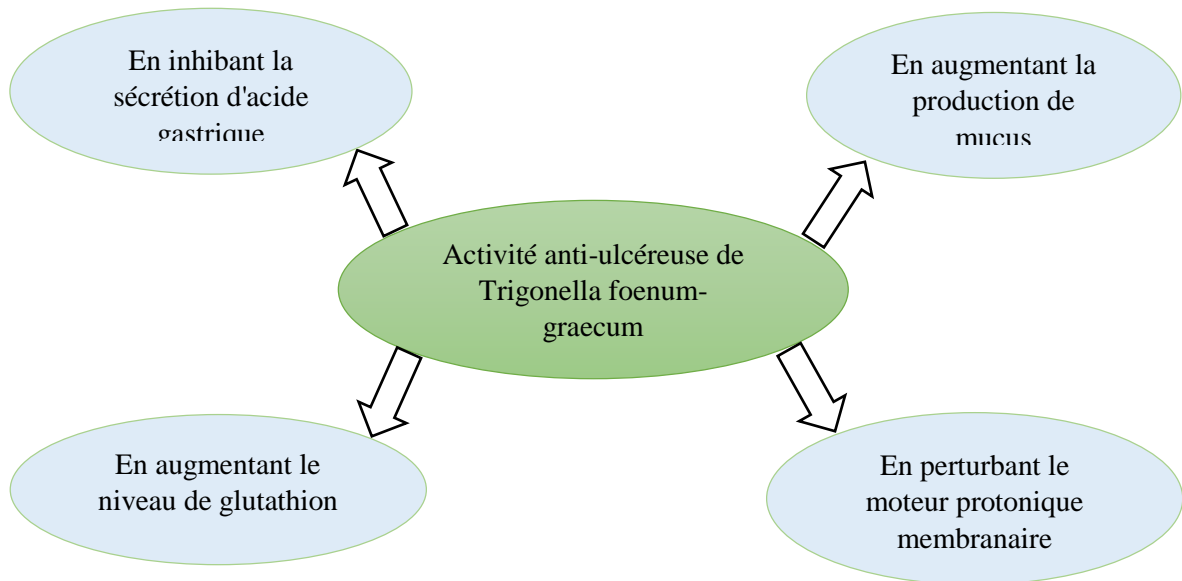 En inhibant la
sécrétion d'acide
gastrique
En augmentant la
production de
mucus
Activité anti-ulcéreuse de
Trigonella foenum-
graecum
En augmentant le
niveau de glutathion
En perturbant le
moteur protonique
membranaire